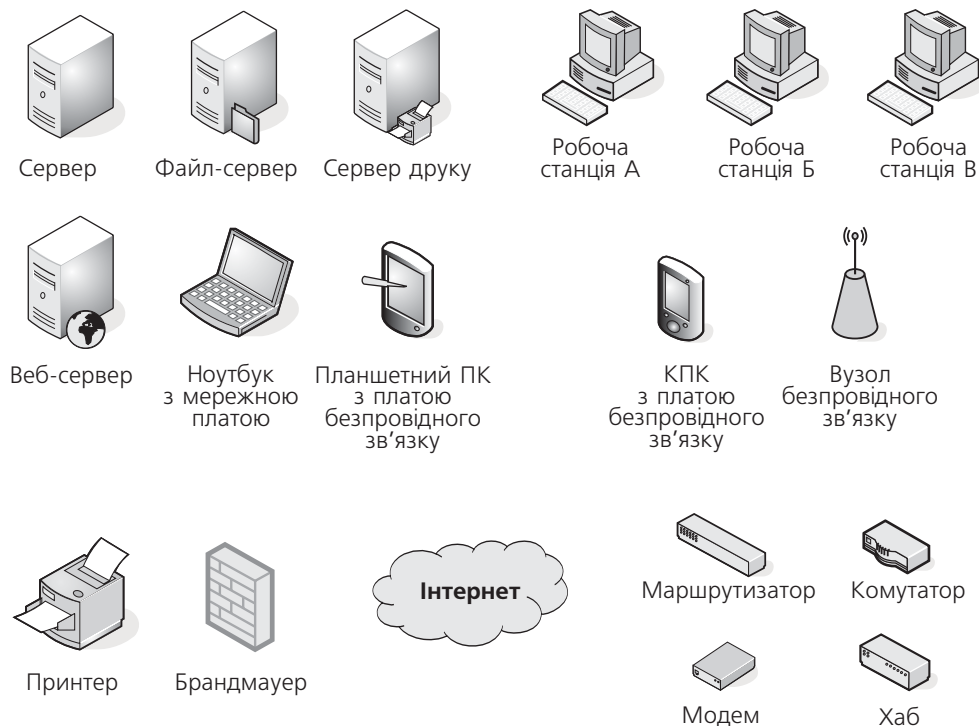 Сервер
Файл-сервер
Сервер друку
Робоча
станція А
Робоча
станція Б
Робоча
станція В
Веб-сервер
Ноутбук
з мережною
платою
Планшетний ПК
з платою
безпровідного
зв’язку
КПК
з платою
безпровідного
зв’язку
Вузол
безпровідного
зв’язку
Принтер
Брандмауер
Інтернет
Маршрутизатор
Комутатор
Модем
Хаб